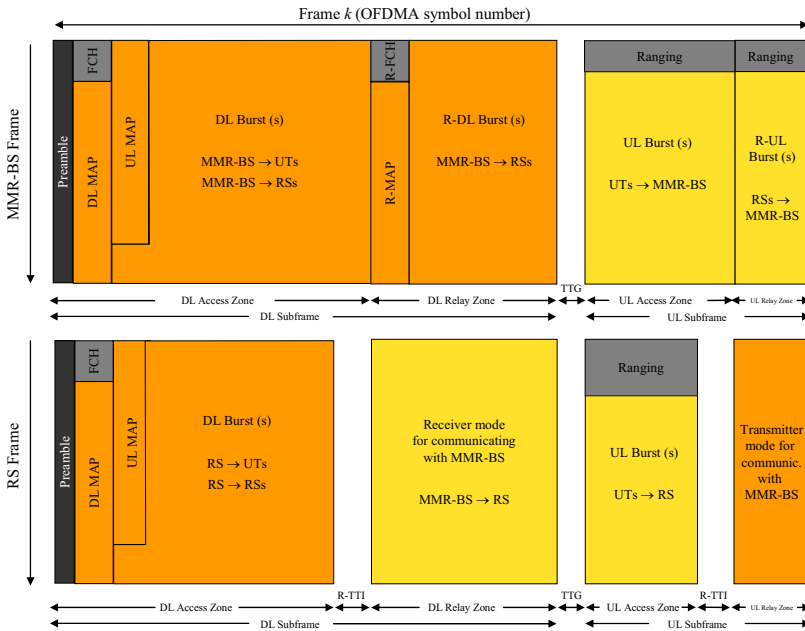 Frame k (OFDMA symbol number)
MMR-BS Frame
Preamble
FCH
DL MAP
UL MAP
DL Burst (s)
MMR-BS → UTs
MMR-BS → RSs
R-FCH
R-MAP
R-DL Burst (s)
MMR-BS → RSs
Ranging
UL Burst (s)
UTs → MMR-BS
Ranging
R-UL
Burst (s)
RSs →
MMR-BS
DL Access Zone
DL Relay Zone
TTG
UL Access Zone
UL Relay Zone
DL Subframe
UL Subframe
RS Frame
Preamble
FCH
DL MAP
UL MAP
DL Burst (s)
RS → UTs
RS → RSs
Receiver mode
for communicating
with MMR-BS
MMR-BS → RS
Ranging
UL Burst (s)
UTs → RS
Transmitter
mode for
communic.
with
MMR-BS
DL Access Zone
R-TTI
DL Relay Zone
TTG
UL Access Zone
R-TTI
UL Relay Zone
DL Subframe
UL Subframe